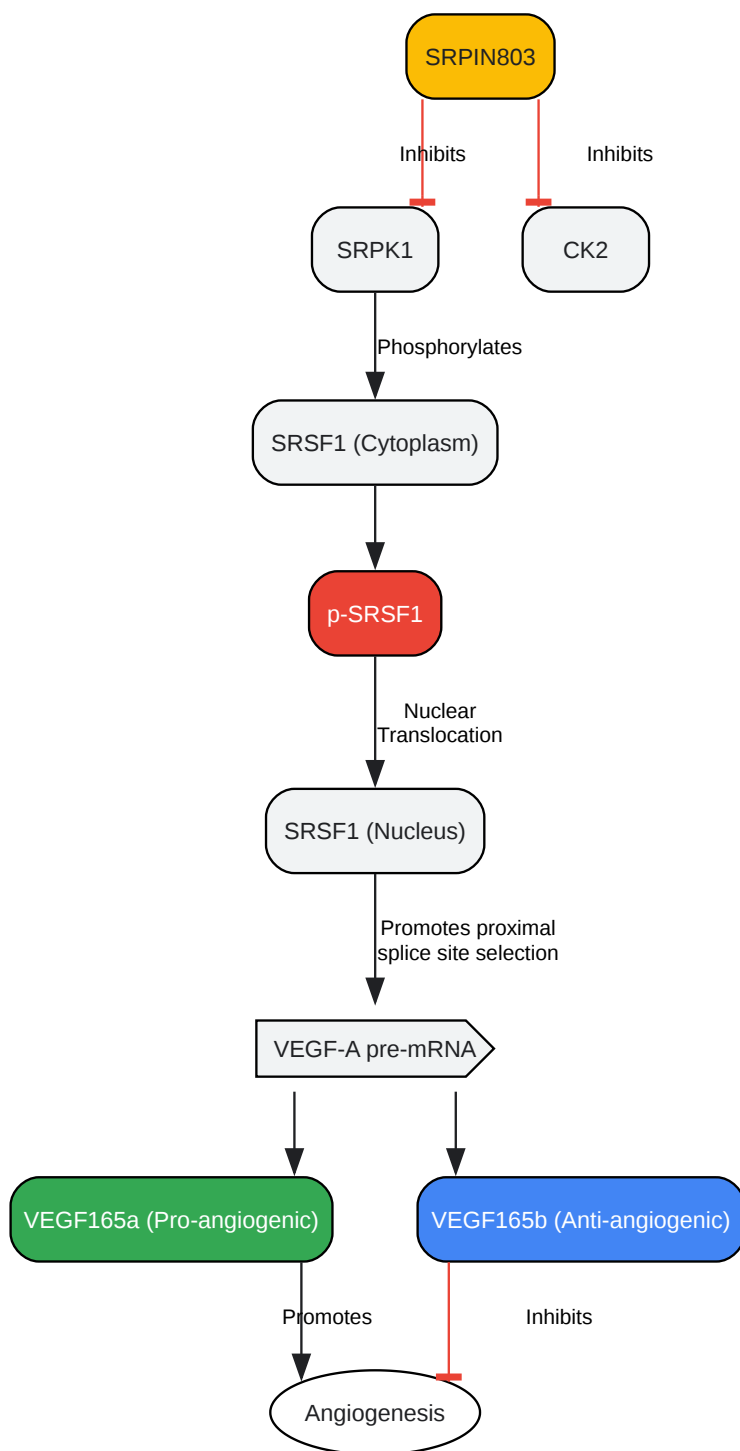 SRPIN803
Inhibits
Inhibits
SRPK1
CK2
Phosphorylates
SRSF1 (Cytoplasm)
p-SRSF1
Nuclear
Translocation
SRSF1 (Nucleus)
Promotes proximal
splice site selection
VEGF-A pre-mRNA
VEGF165a (Pro-angiogenic)
VEGF165b (Anti-angiogenic)
Promotes
Inhibits
Angiogenesis